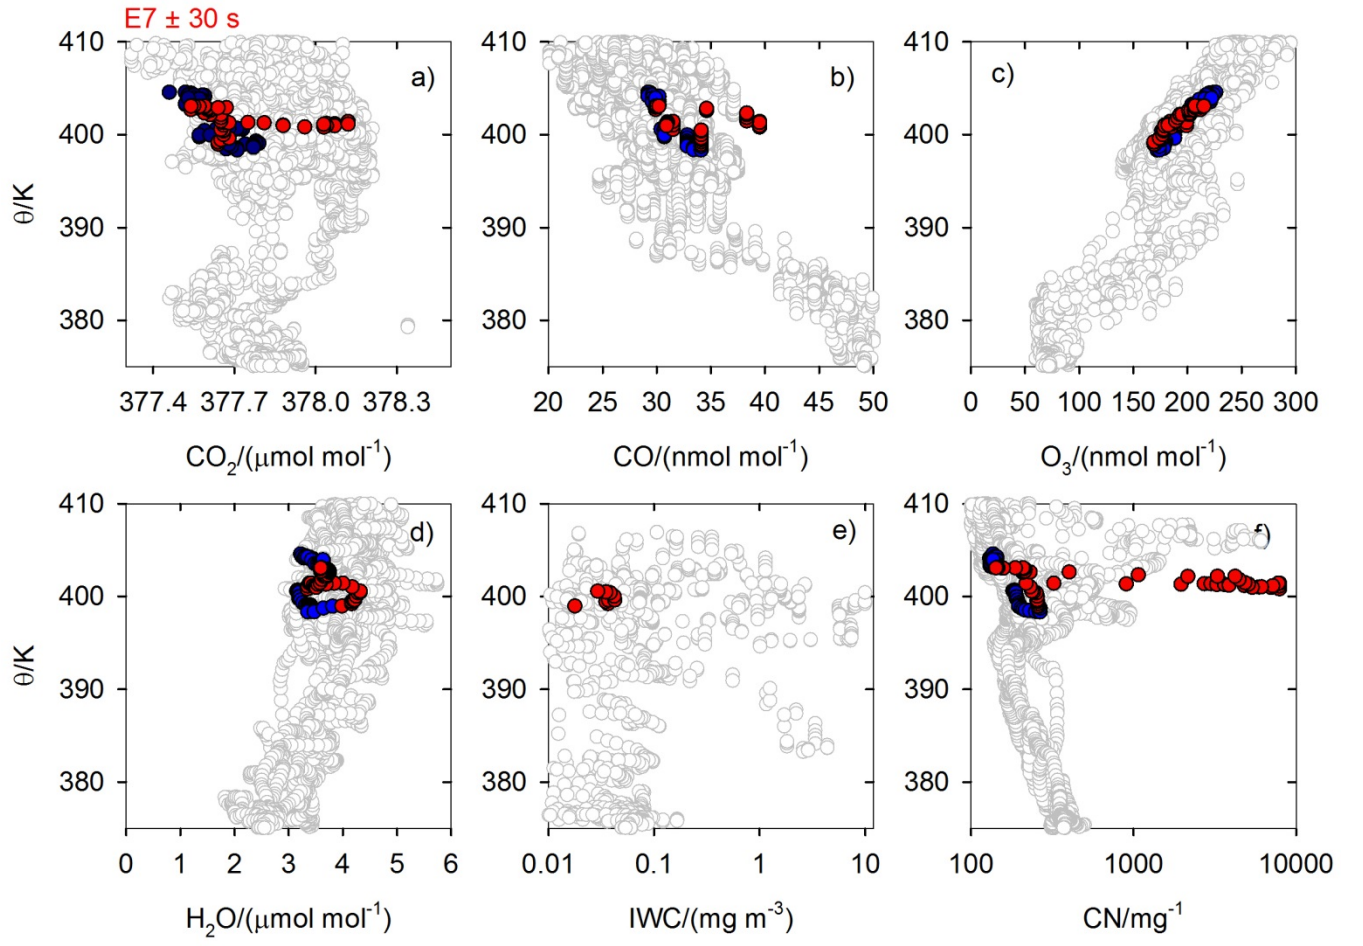 E7 ± 30 s
410
400
390
380
θ/K
a)
377.4 377.7 378.0 378.3
CO₂/(μmol mol⁻¹)
b)
20 25 30 35 40 45 50
CO/(nmol mol⁻¹)
410
400
390
380
c)
0 50 100 150 200 250 300
O₃/(nmol mol⁻¹)
410
400
390
380
410
400
390
380
θ/K
d)
0 1 2 3 4 5 6
H₂O/(μmol mol⁻¹)
410
400
390
380
e)
0.01 0.1 1 10
IWC/(mg m⁻³)
410
400
390
380
f)
100 1000 10000
CN/mg⁻¹